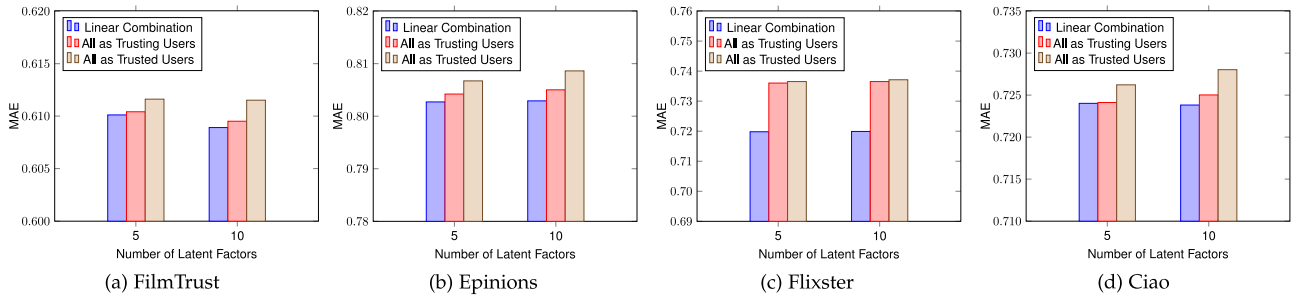 0.620
0.615
0.610
0.605
0.600
MAE
Linear Combination
All as Trusting Users
All as Trusted Users
5
10
Number of Latent Factors
(a) FilmTrust
0.82
0.81
0.80
0.79
0.78
MAE
Linear Combination
All as Trusting Users
All as Trusted Users
5
10
Number of Latent Factors
(b) Epinions
0.76
0.75
0.74
0.73
0.72
0.71
0.70
0.69
MAE
Linear Combination
All as Trusting Users
All as Trusted Users
5
10
Number of Latent Factors
(c) Flixster
0.735
0.730
0.725
0.720
0.715
0.710
MAE
Linear Combination
All as Trusting Users
All as Trusted Users
5
10
Number of Latent Factors
(d) Ciao